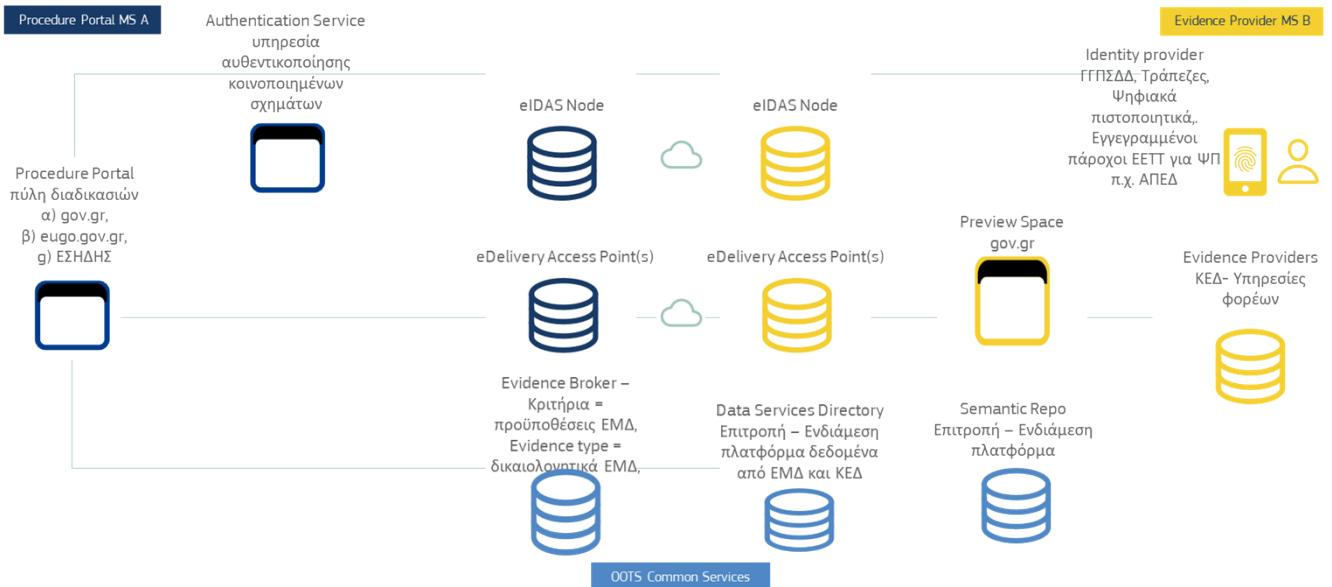 Procedure Portal MS A
Evidence Provider MS B
Authentication Service
υπηρεσία
αυθεντικοποίησης
κοινοποιημένων
σχημάτων
eIDAS Node
eIDAS Node
Identity provider
ΓΓΠΣΔΔ, Τράπεζες,
Ψηφιακά
πιστοποιητικά,.
Εγγεγραμμένοι
πάροχοι ΕΕΤΤ για ΨΠ
π.χ. ΑΠΕΔ
Procedure Portal
πύλη διαδικασιών
α) gov.gr,
β) eugo.gov.gr,
g) ΕΣΗΔΗΣ
eDelivery Access Point(s)
eDelivery Access Point(s)
Preview Space
gov.gr
Evidence Providers
ΚΕΔ- Υπηρεσίες
φορέων
Evidence Broker –
Κριτήρια =
προϋποθέσεις ΕΜΔ,
Evidence type =
δικαιολογητικά ΕΜΔ,
Data Services Directory
Επιτροπή – Ενδιάμεση
πλατφόρμα δεδομένα
από ΕΜΔ και ΚΕΔ
Semantic Repo
Επιτροπή – Ενδιάμεση
πλατφόρμα
OOTS Common Services